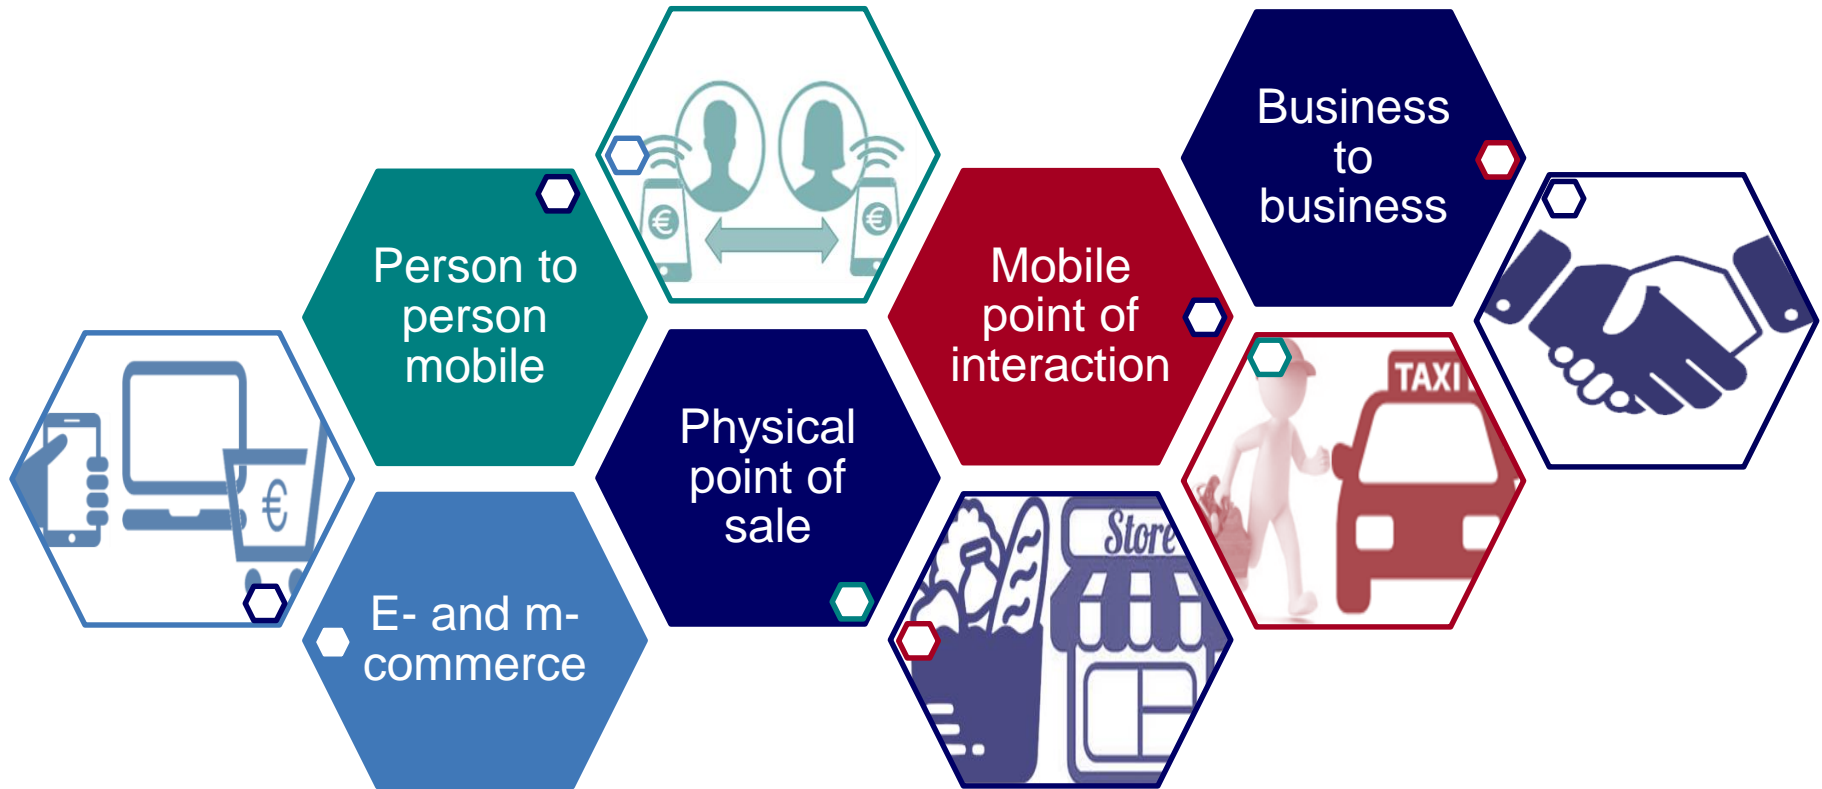 Business
to
business
Person to
person
mobile
Mobile
point of
interaction
Physical
point of
sale
E- and m-
commerce
€
€
€
TAXI
Store